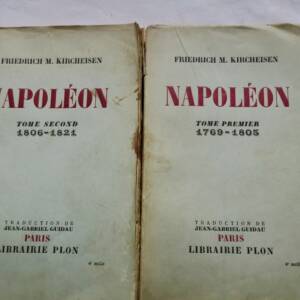 FRIEDRICH M. KIRCHEISEN
NAPOLÉON
TOME SECOND
1806-1821
TRADUCTION DE
JEAN-GABRIEL GUIDAU
PARIS
LIBRAIRIE PLON
FRIEDRICH M. KIRCHEISEN
NAPOLÉON
TOME PREMIER
1769-1805
TRADUCTION DE
JEAN-GABRIEL GUIDAU
PARIS
LIBRAIRIE PLON